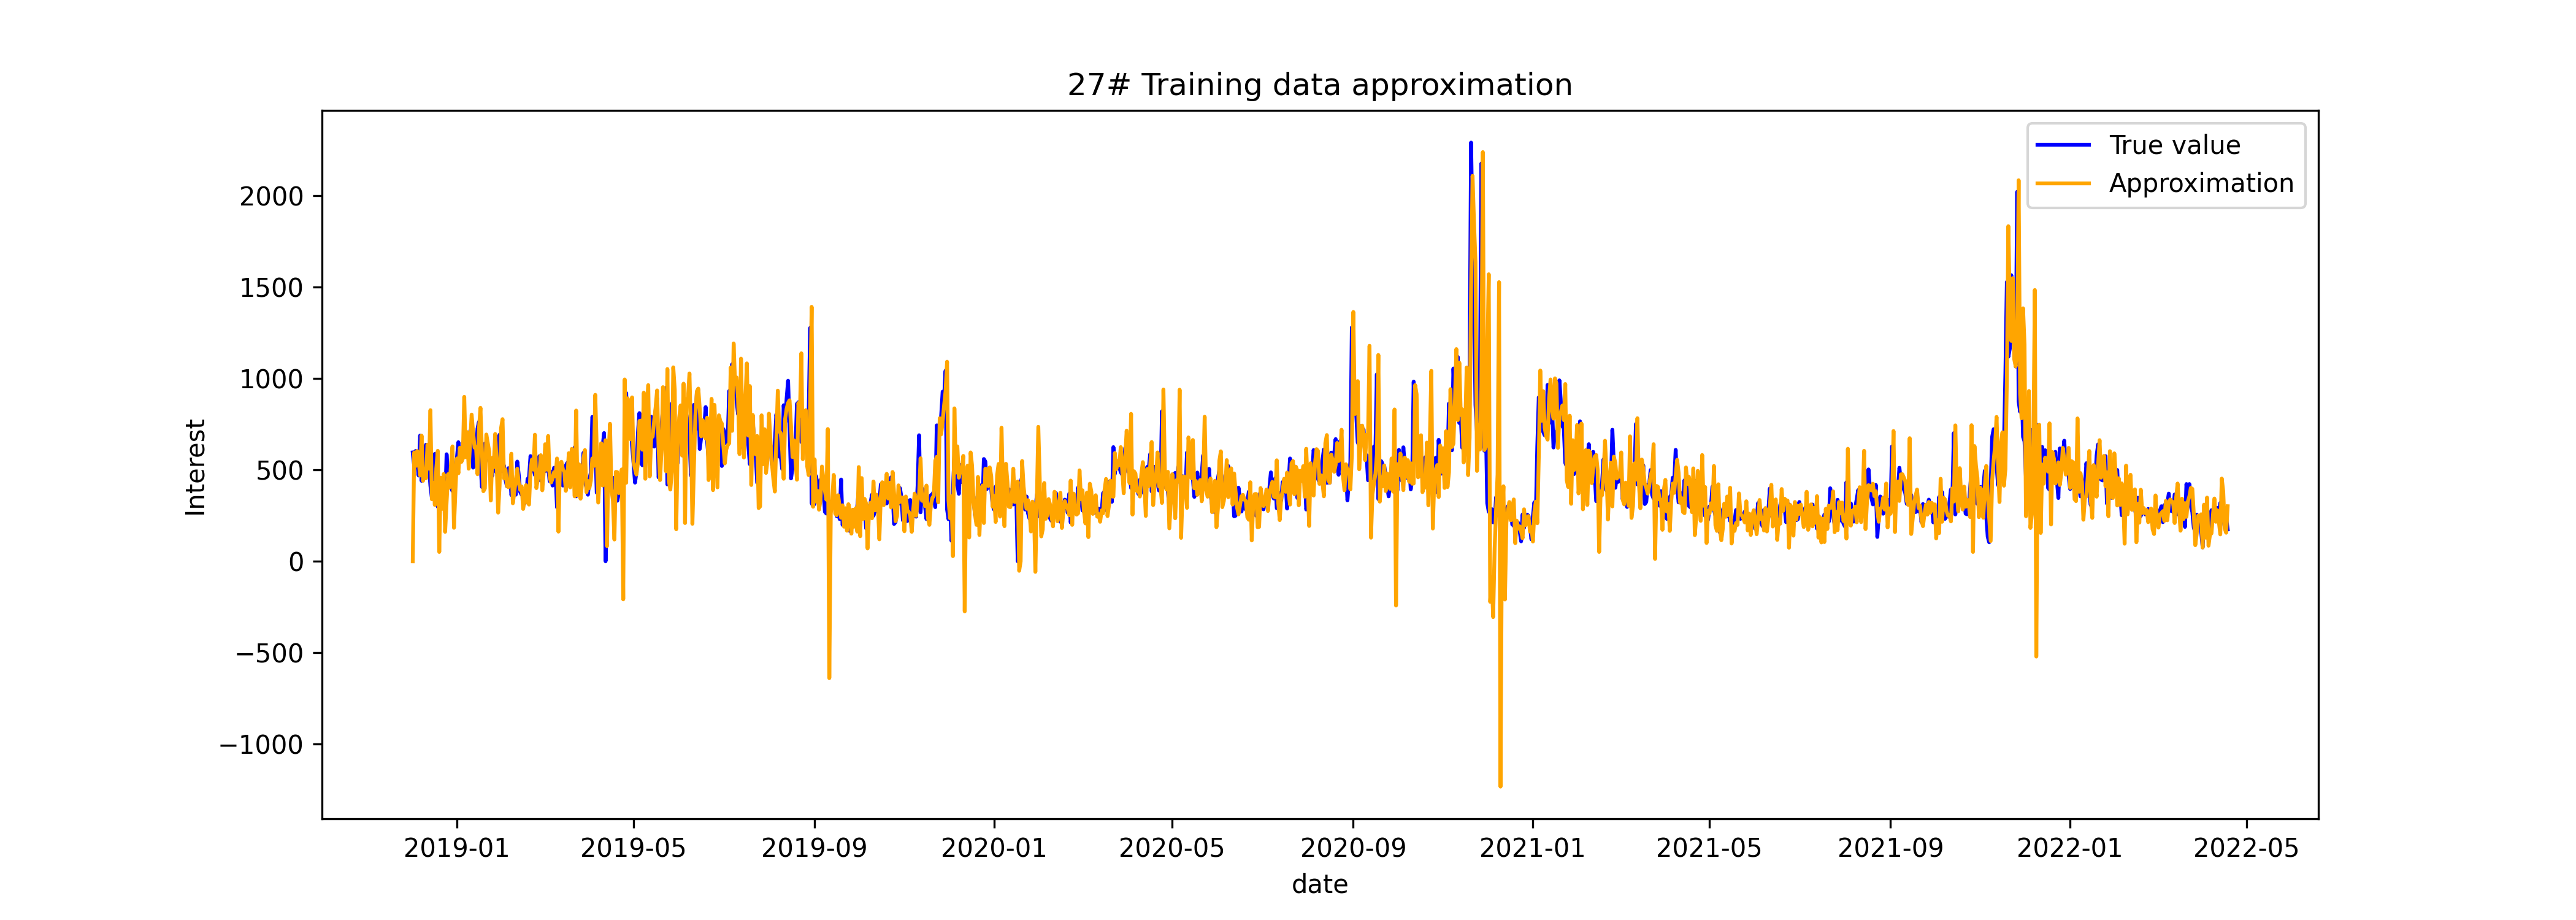 27# Training data approximation
True value
Approximation
Interest
2000
1500
1000
500
0
−500
−1000
2019-01 2019-05 2019-09 2020-01 2020-05 2020-09 2021-01 2021-05 2021-09 2022-01 2022-05
date